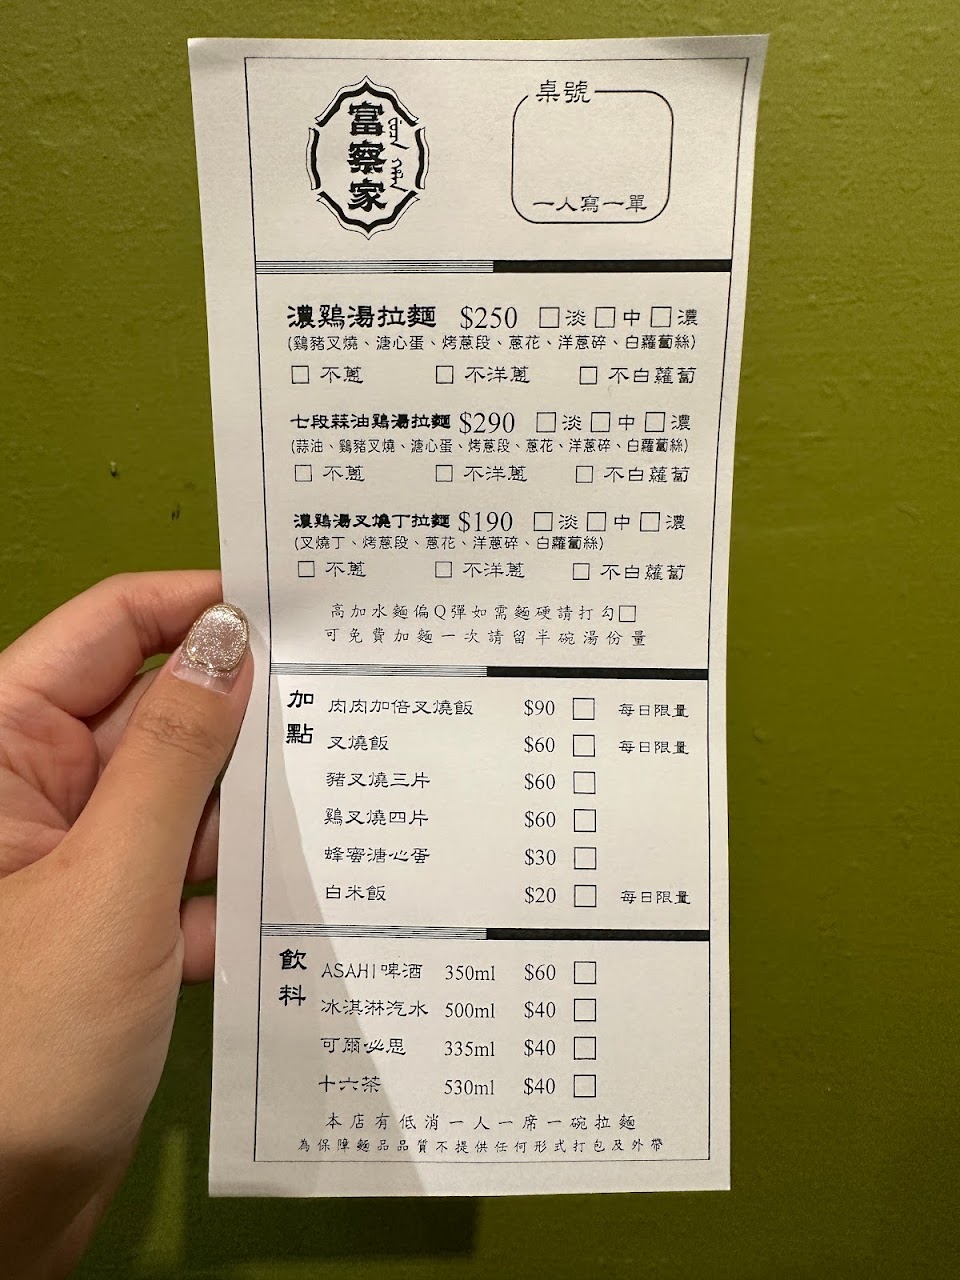 富察家
桌號
一人寫一單
濃鷄湯拉麵 $250 □淡 □中 □濃
(鷄豬叉燒、溏心蛋、烤蔥段、蔥花、洋蔥碎、白蘿蔔絲)
□ 不蔥 □ 不洋蔥 □ 不白蘿蔔
七段蒜油鷄湯拉麵 $290 □淡 □中 □濃
(蒜油、鷄豬叉燒、溏心蛋、烤蔥段、蔥花、洋蔥碎、白蘿蔔絲)
□ 不蔥 □ 不洋蔥 □ 不白蘿蔔
濃鷄湯叉燒丁拉麵 $190 □淡 □中 □濃
(叉燒丁、烤蔥段、蔥花、洋蔥碎、白蘿蔔絲)
□ 不蔥 □ 不洋蔥 □ 不白蘿蔔
高加水麵偏Q彈如需麵硬請打勾□
可免費加麵一次請留半碗湯份量
加點
肉肉加倍叉燒飯 $90 □ 每日限量
叉燒飯 $60 □ 每日限量
豬叉燒三片 $60 □
鷄叉燒四片 $60 □
蜂蜜溏心蛋 $30 □
白米飯 $20 □ 每日限量
飲料
ASAHI啤酒 350ml $60 □
冰淇淋汽水 500ml $40 □
可爾必思 335ml $40 □
十六茶 530ml $40 □
本店有低消一人一席一碗拉麵
為保障麵品品質不提供任何形式打包及外帶